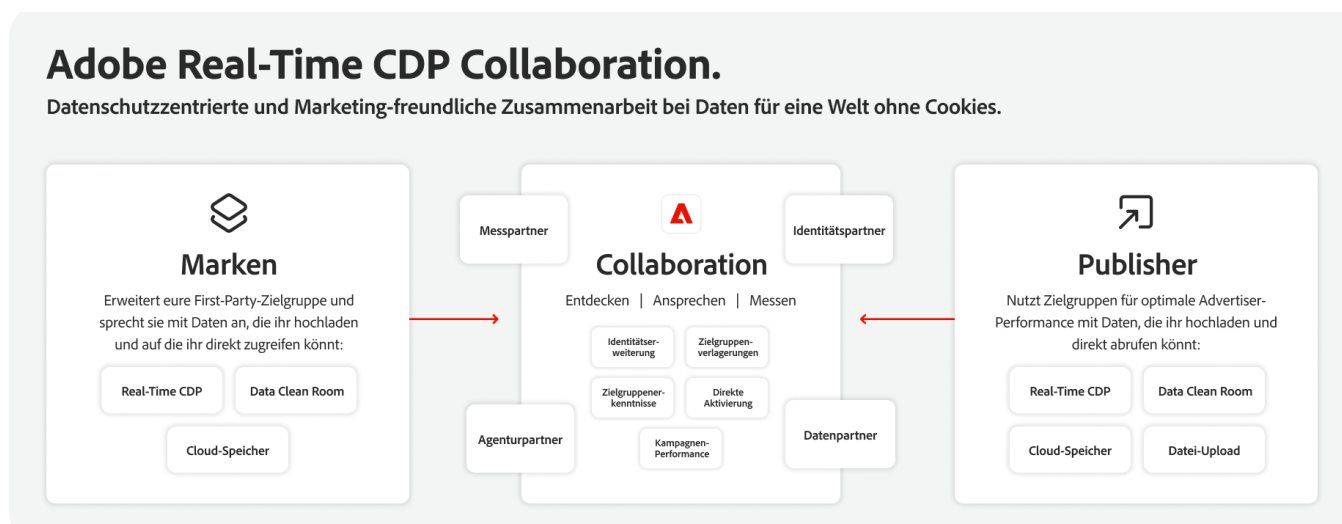 Adobe Real-Time CDP Collaboration.
Datenschutzzentrierte und Marketing-freundliche Zusammenarbeit bei Daten für eine Welt ohne Cookies.
Marken
Erweitert eure First-Party-Zielgruppe und
sprecht sie mit Daten an, die ihr hochladen
und auf die ihr direkt zugreifen könnt:
Real-Time CDP
Data Clean Room
Cloud-Speicher
Messpartner
Identitätspartner
Collaboration
Entdecken | Ansprechen | Messen
Identitätser-
weiterung
Zielgruppen-
verlagerungen
Zielgruppener-
kenntnisse
Direkte
Aktivierung
Kampagnen-
Performance
Agenturpartner
Datenpartner
Publisher
Nutzt Zielgruppen für optimale Advertiser-
Performance mit Daten, die ihr hochladen und
direkt abrufen könnt:
Real-Time CDP
Data Clean Room
Cloud-Speicher
Datei-Upload